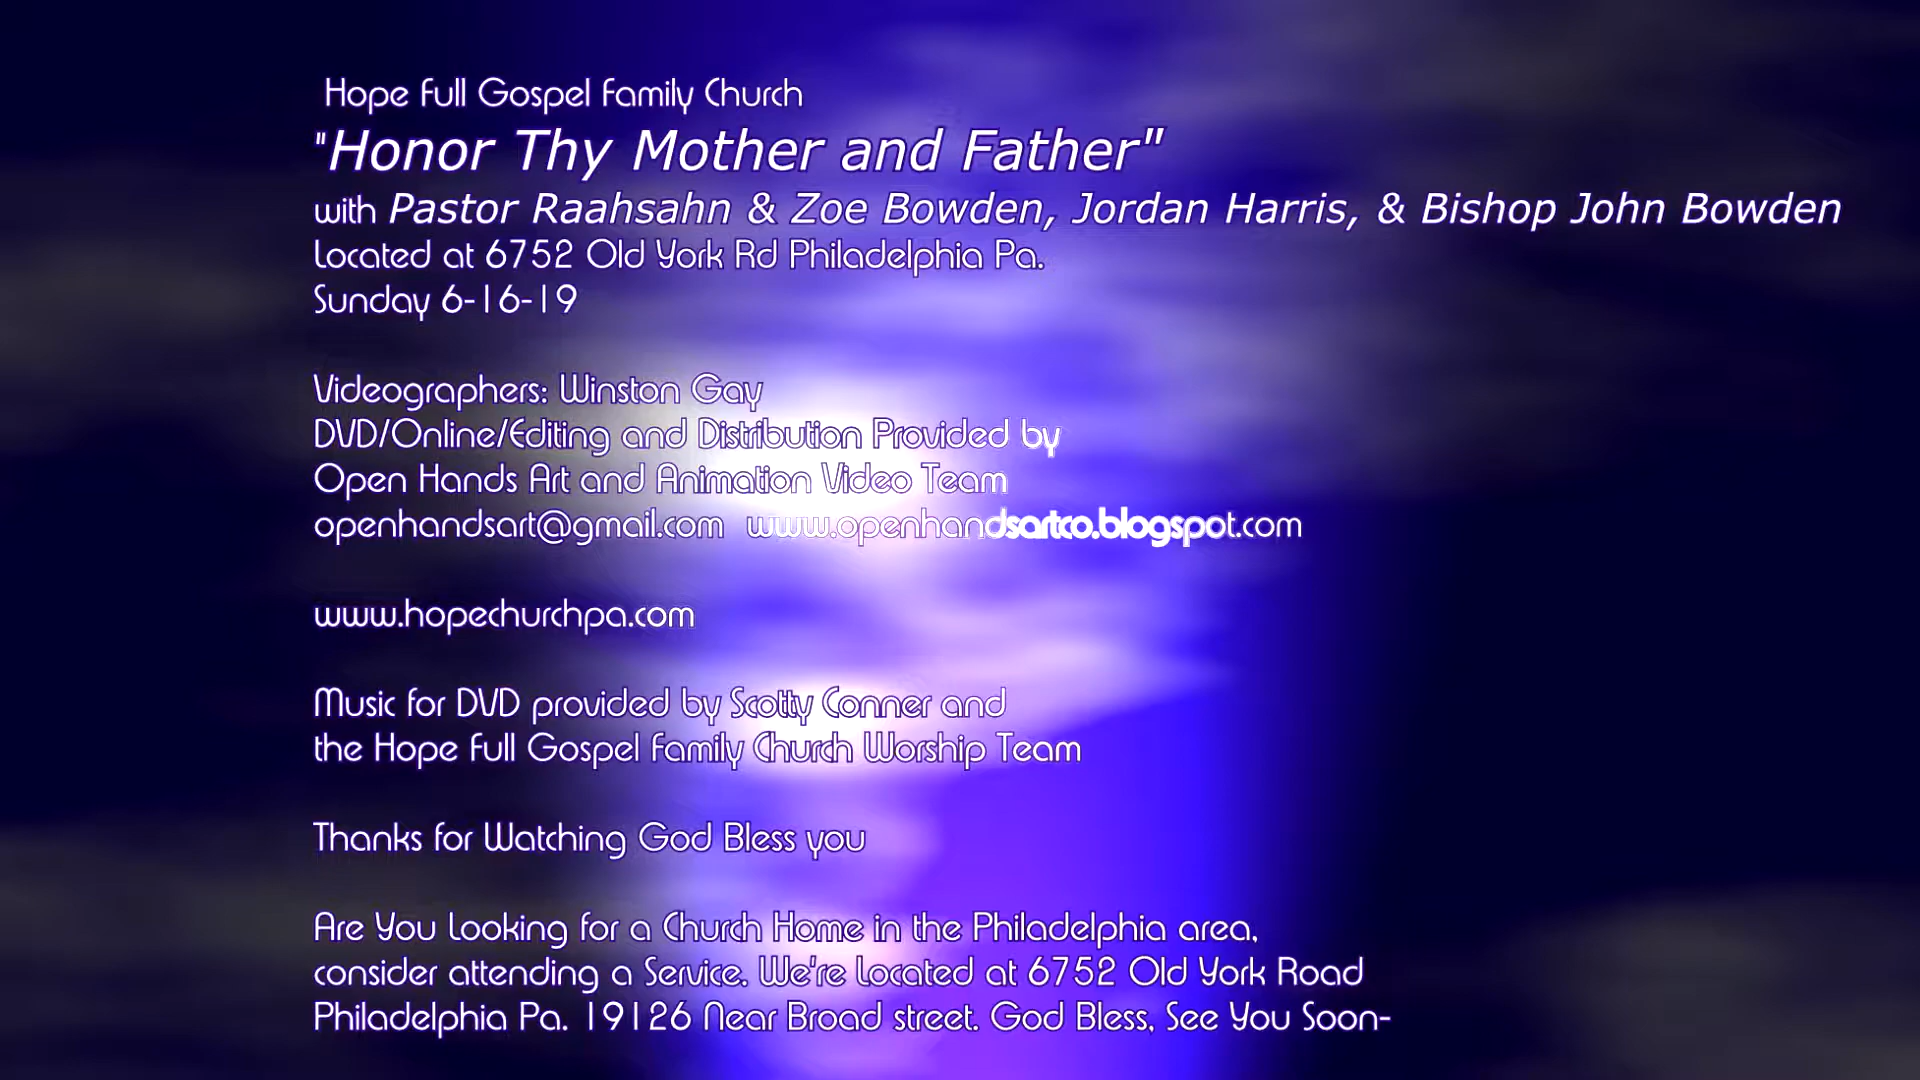 Hope Full Gospel Family Church
"Honor Thy Mother and Father"
with Pastor Raahsahn & Zoe Bowden, Jordan Harris, & Bishop John Bowden
Located at 6752 Old York Rd Philadelphia Pa.
Sunday 6-16-19
Videographers: Winston Gay
DVD/Online/Editing and Distribution Provided by
Open Hands Art and Animation Video Team
openhandsart@gmail.com www.openhandsartco.blogspot.com
www.hopechurchpa.com
Music for DVD provided by Scotty Conner and
the Hope Full Gospel Family Church Worship Team
Thanks for Watching God Bless you
Are You Looking for a Church Home in the Philadelphia area,
consider attending a Service. We're Located at 6752 Old York Road
Philadelphia Pa. 19126 Near Broad street. God Bless, See You Soon-